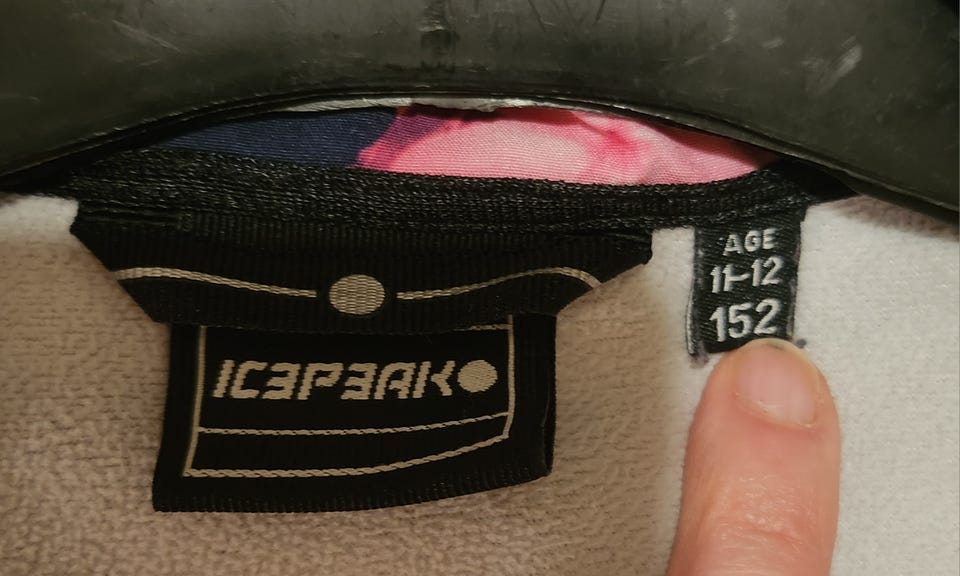 ICEPEAK
AGE
11-12
152